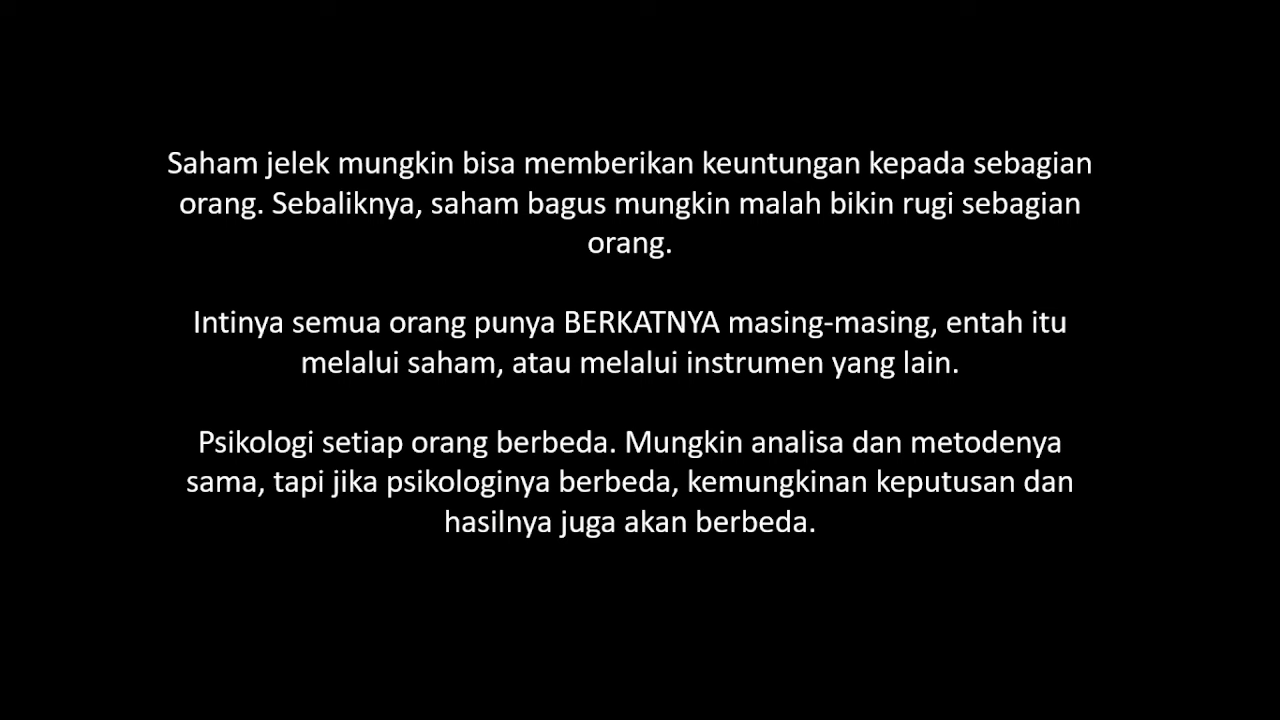 Saham jelek mungkin bisa memberikan keuntungan kepada sebagian
orang. Sebaliknya, saham bagus mungkin malah bikin rugi sebagian
orang.
Intinya semua orang punya BERKATNYA masing-masing, entah itu
melalui saham, atau melalui instrumen yang lain.
Psikologi setiap orang berbeda. Mungkin analisa dan metodenya
sama, tapi jika psikologinya berbeda, kemungkinan keputusan dan
hasilnya juga akan berbeda.